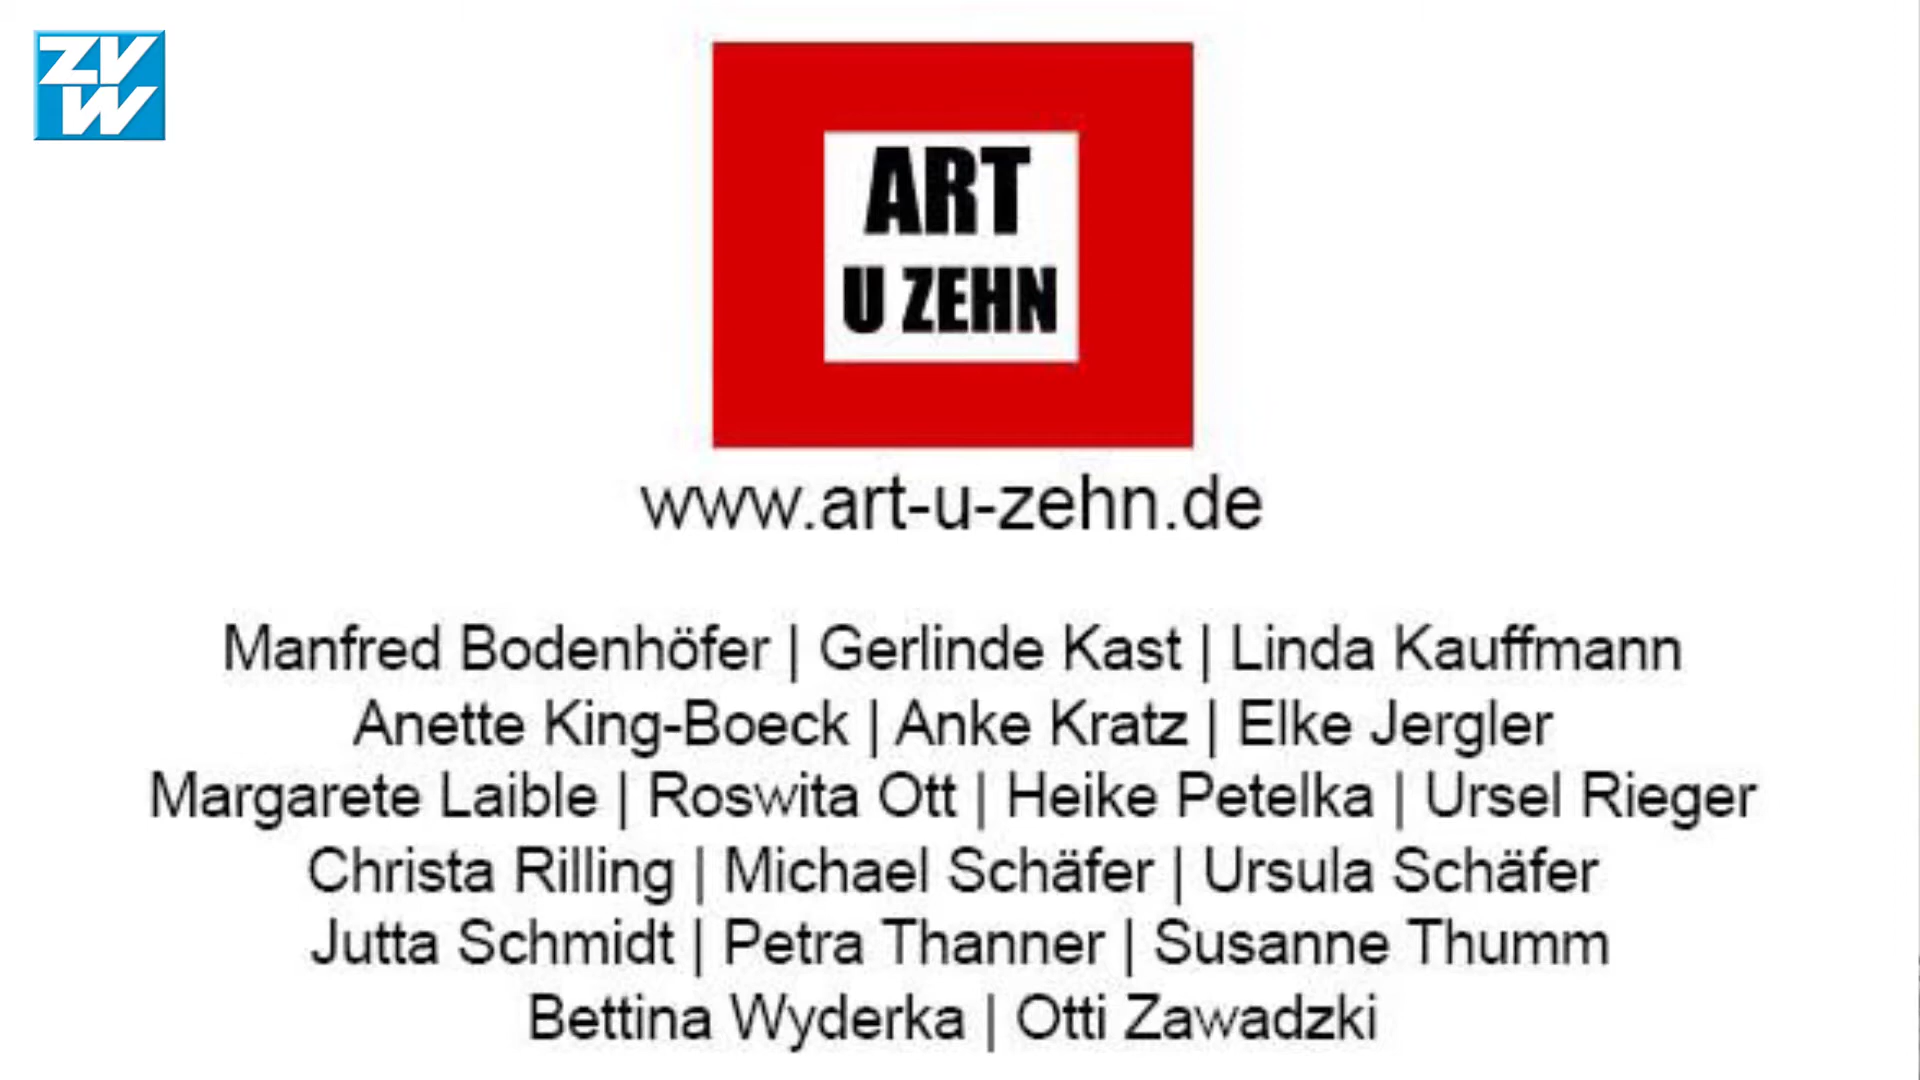 ZVW
ART
U ZEHN
www.art-u-zehn.de
Manfred Bodenhöfer | Gerlinde Kast | Linda Kauffmann
Anette King-Boeck | Anke Kratz | Elke Jergler
Margarete Laible | Roswita Ott | Heike Petelka | Ursel Rieger
Christa Rilling | Michael Schäfer | Ursula Schäfer
Jutta Schmidt | Petra Thanner | Susanne Thumm
Bettina Wyderka | Otti Zawadzki